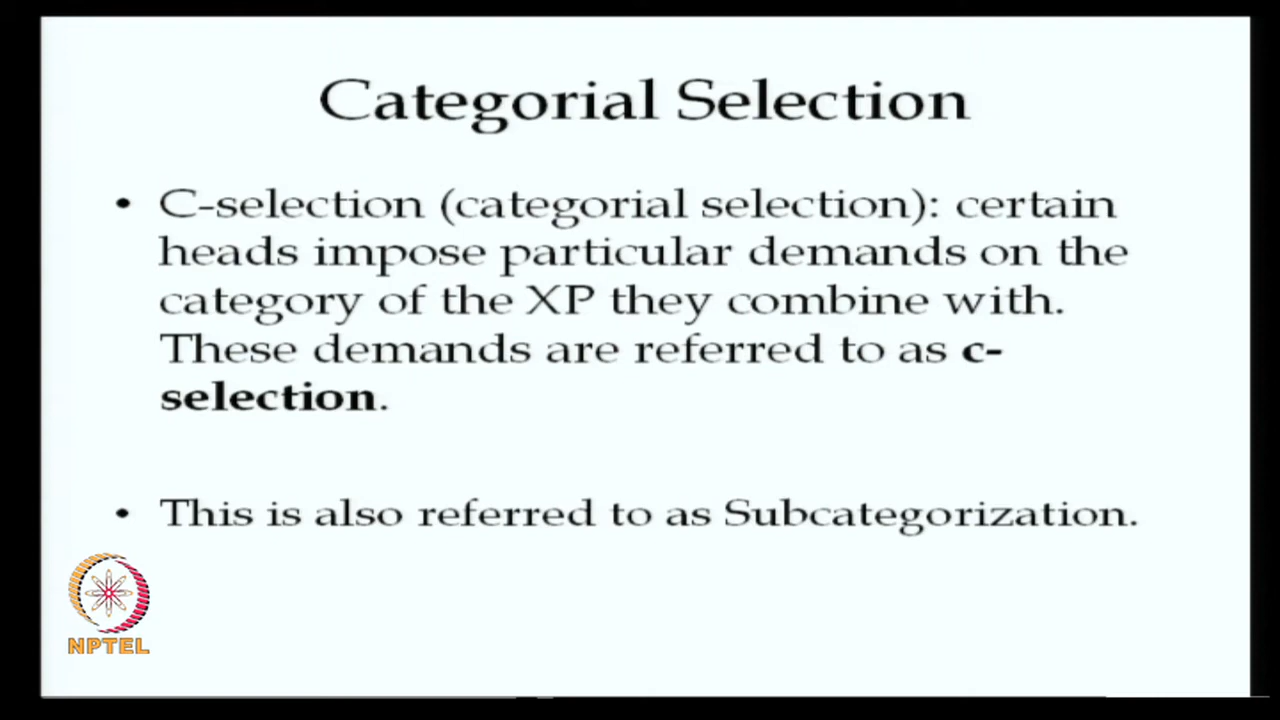 Categorial Selection
• C-selection (categorial selection): certain
heads impose particular demands on the
category of the XP they combine with.
These demands are referred to as c-
selection.
• This is also referred to as Subcategorization.
NPTEL